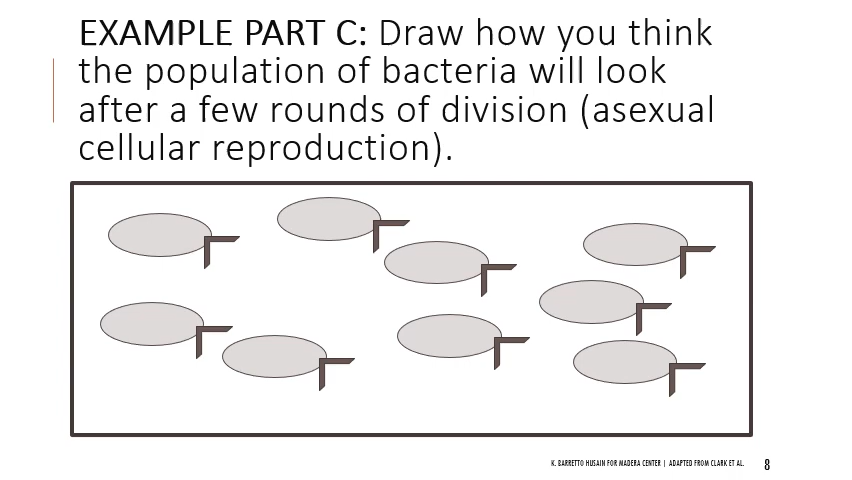 EXAMPLE PART C: Draw how you think
the population of bacteria will look
after a few rounds of division (asexual
cellular reproduction).
K. BARRETTO HUSAIN FOR MADERA CENTER | ADAPTED FROM CLARK ET AL.
8